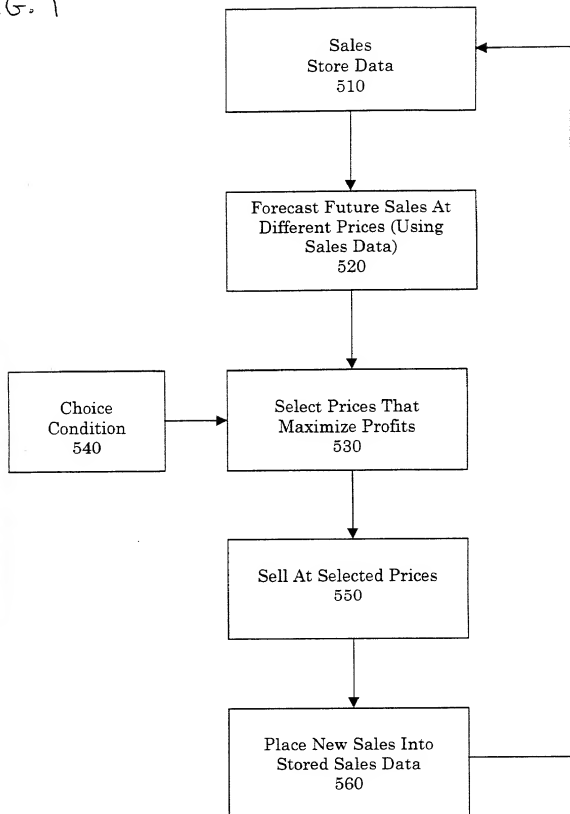 G. 1
Sales
Store Data
510
Forecast Future Sales At
Different Prices (Using
Sales Data)
520
Choice
Condition
540
Select Prices That
Maximize Profits
530
Sell At Selected Prices
550
Place New Sales Into
Stored Sales Data
560